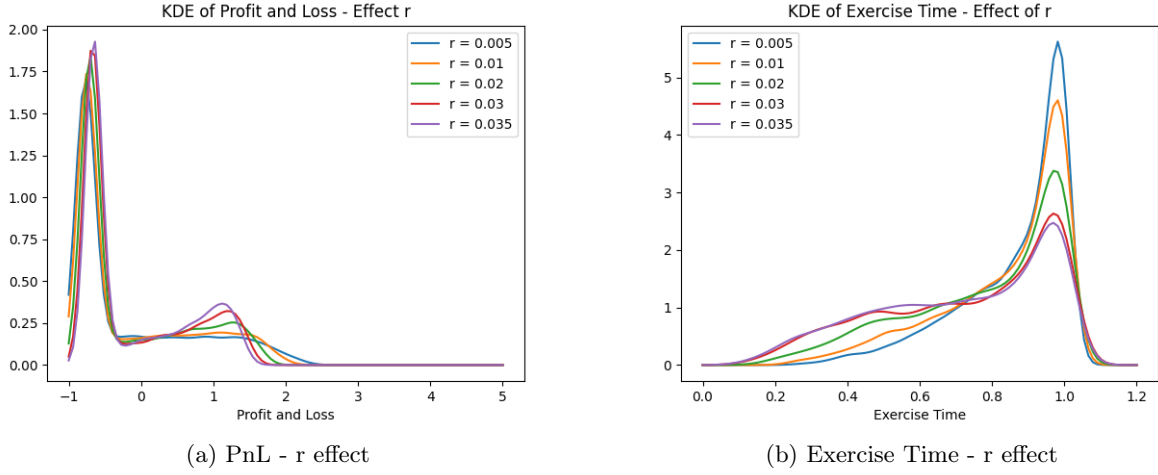 KDE of Profit and Loss - Effect r
2.00
1.75
1.50
1.25
1.00
0.75
0.50
0.25
0.00
r = 0.005
r = 0.01
r = 0.02
r = 0.03
r = 0.035
−1 0 1 2 3 4 5
Profit and Loss
(a) PnL - r effect
KDE of Exercise Time - Effect of r
5
4
3
2
1
0
r = 0.005
r = 0.01
r = 0.02
r = 0.03
r = 0.035
0.0 0.2 0.4 0.6 0.8 1.0 1.2
Exercise Time
(b) Exercise Time - r effect